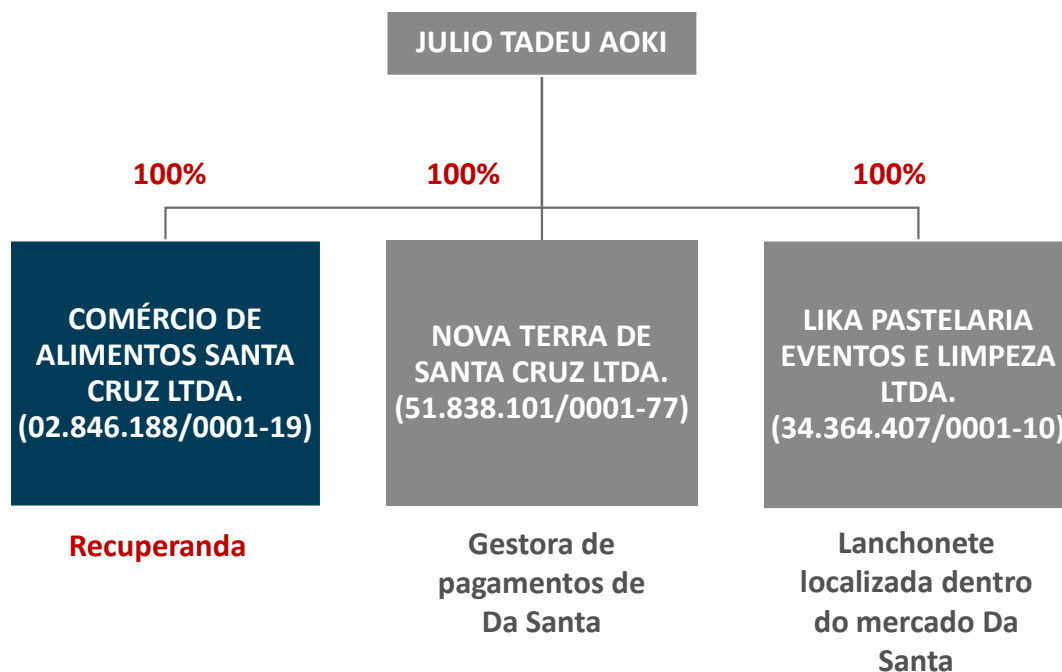 JULIO TADEU AOKI
100%
100%
100%
COMÉRCIO DE
ALIMENTOS SANTA
CRUZ LTDA.
(02.846.188/0001-19)
NOVA TERRA DE
SANTA CRUZ LTDA.
(51.838.101/0001-77)
LIKA PASTELARIA
EVENTOS E LIMPEZA
LTDA.
(34.364.407/0001-10)
Recuperanda
Gestora de
pagamentos de
Da Santa
Lanchonete
localizada dentro
do mercado Da
Santa